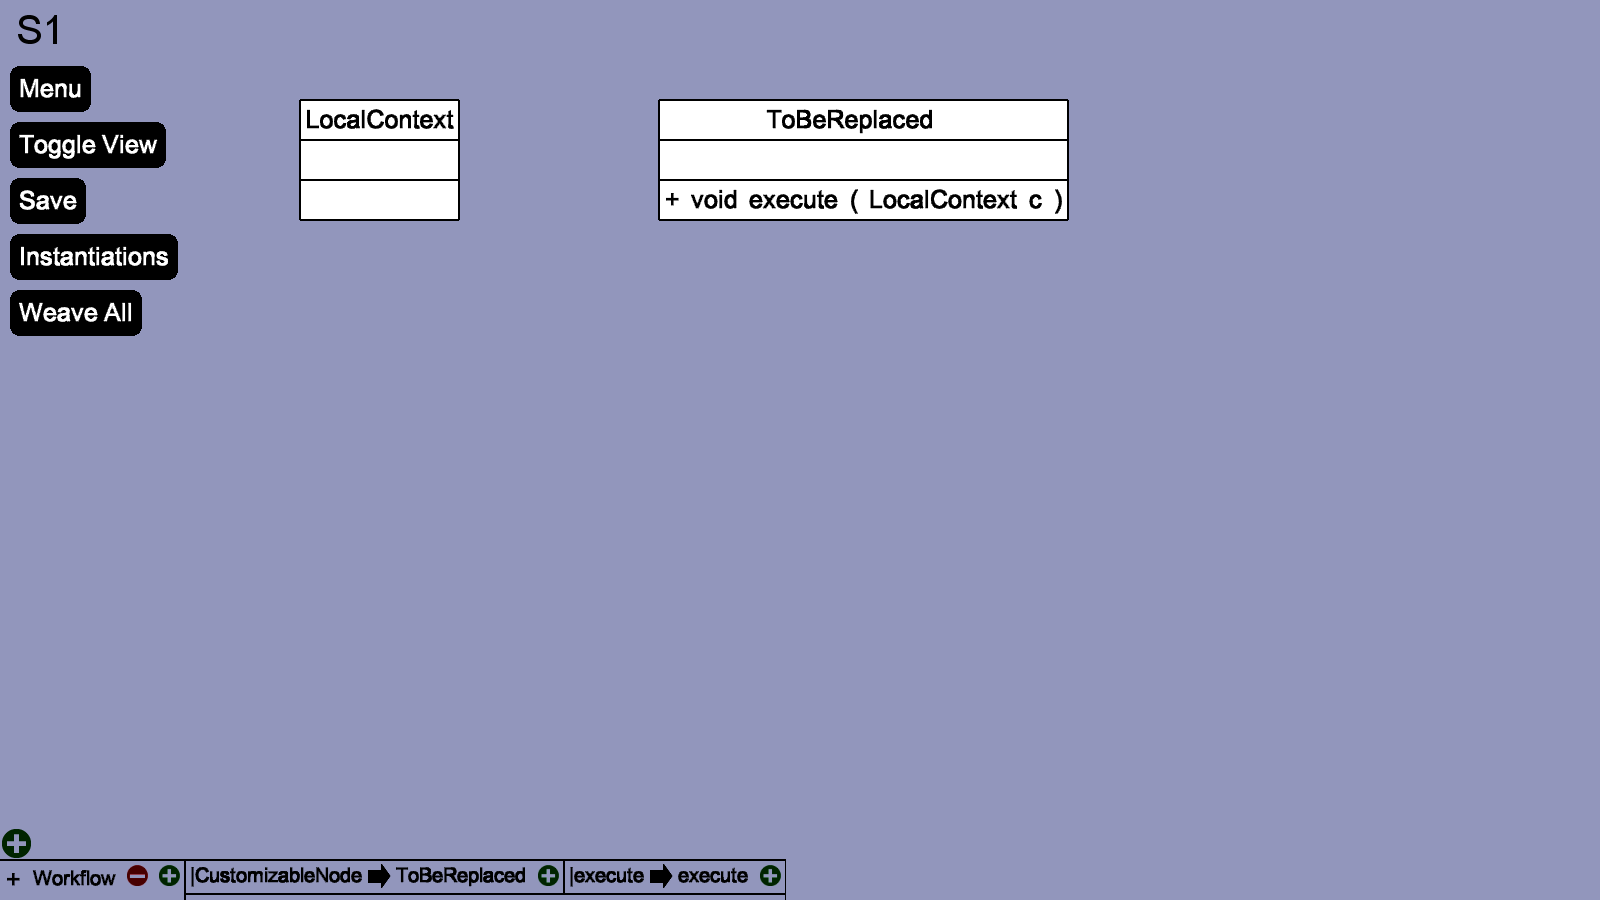 S1
Menu
Toggle View
Save
Instantiations
Weave All
LocalContext
ToBeReplaced
+ void execute ( LocalContext c )
+ Workflow |CustomizableNode ToBeReplaced |execute execute